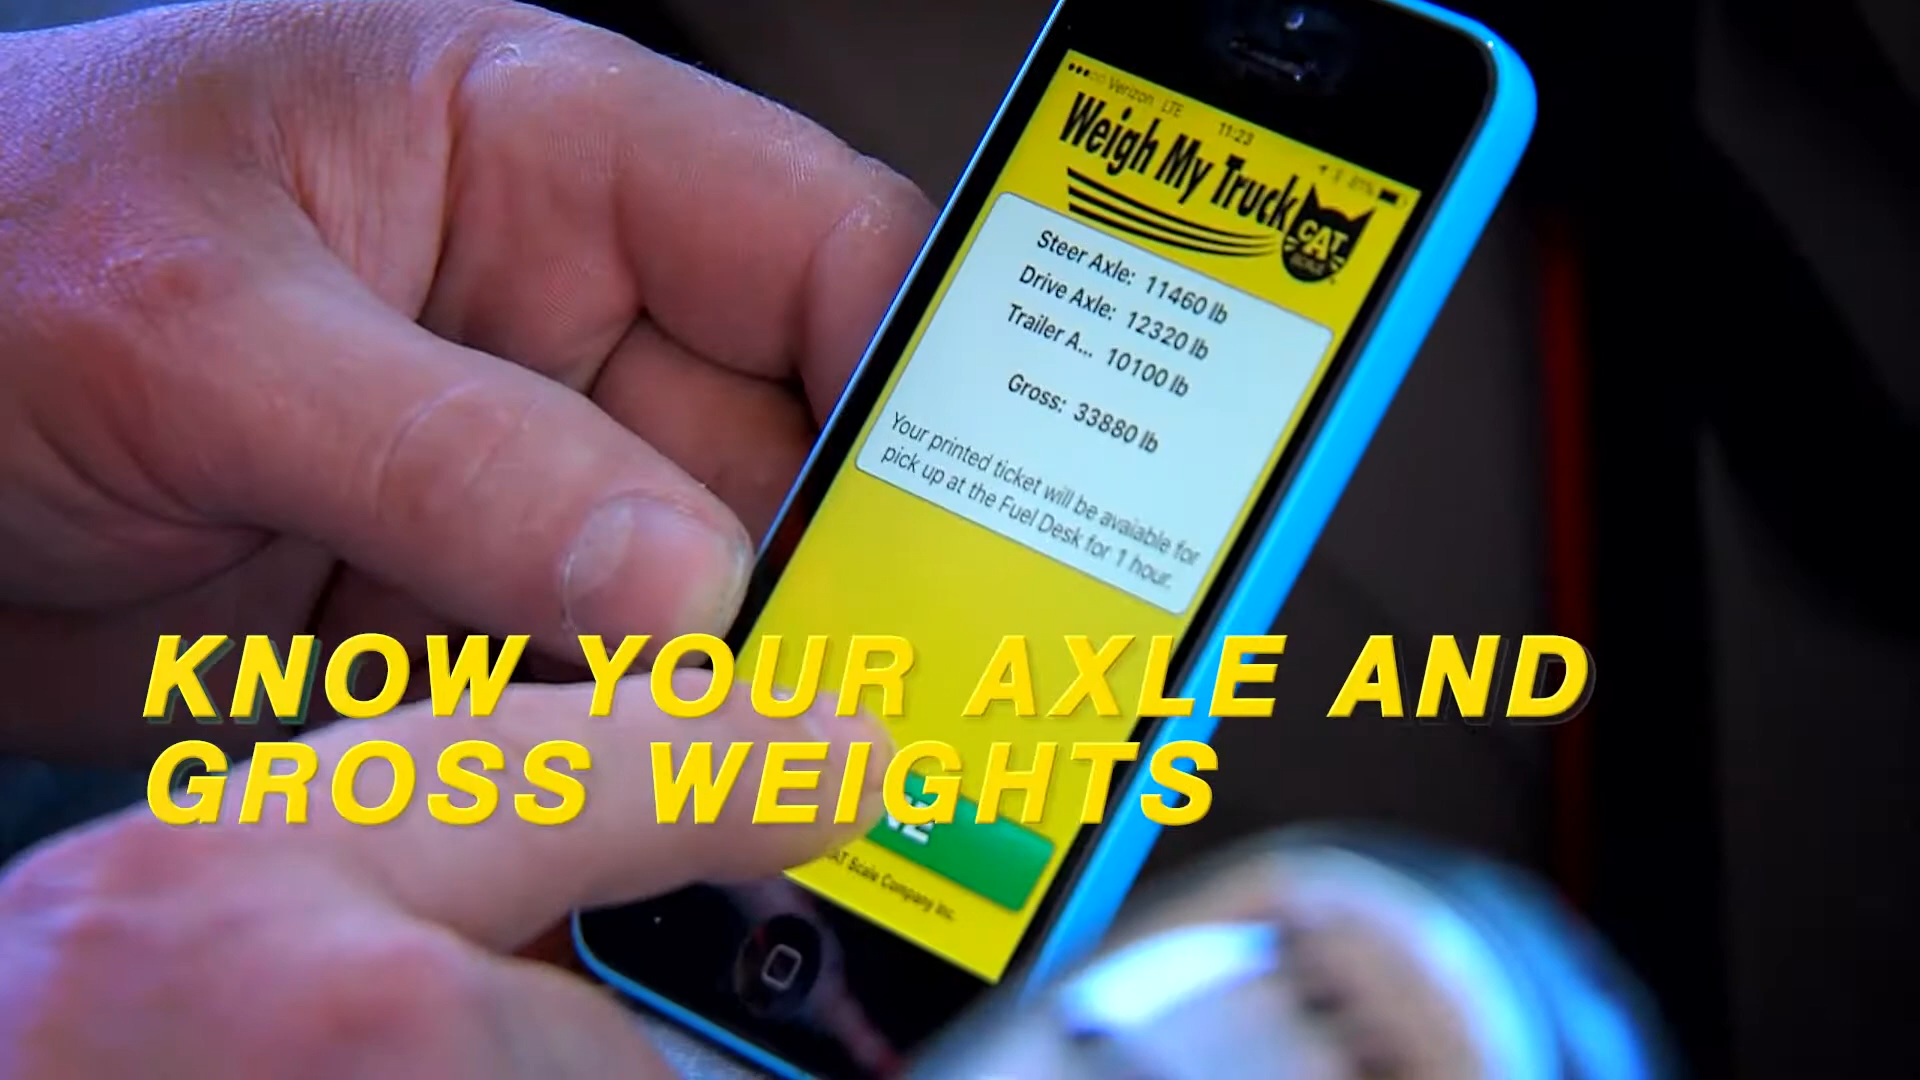 Verizon LTE 11:23
Weigh My Truck
CAT
Steer Axle: 11460 lb
Drive Axle: 12320 lb
Trailer A... 10100 lb
Gross: 33880 lb
Your printed ticket will be avaiable for
pick up at the Fuel Desk for 1 hour.
KNOW YOUR AXLE AND
GROSS WEIGHTS
Scale Company Inc.